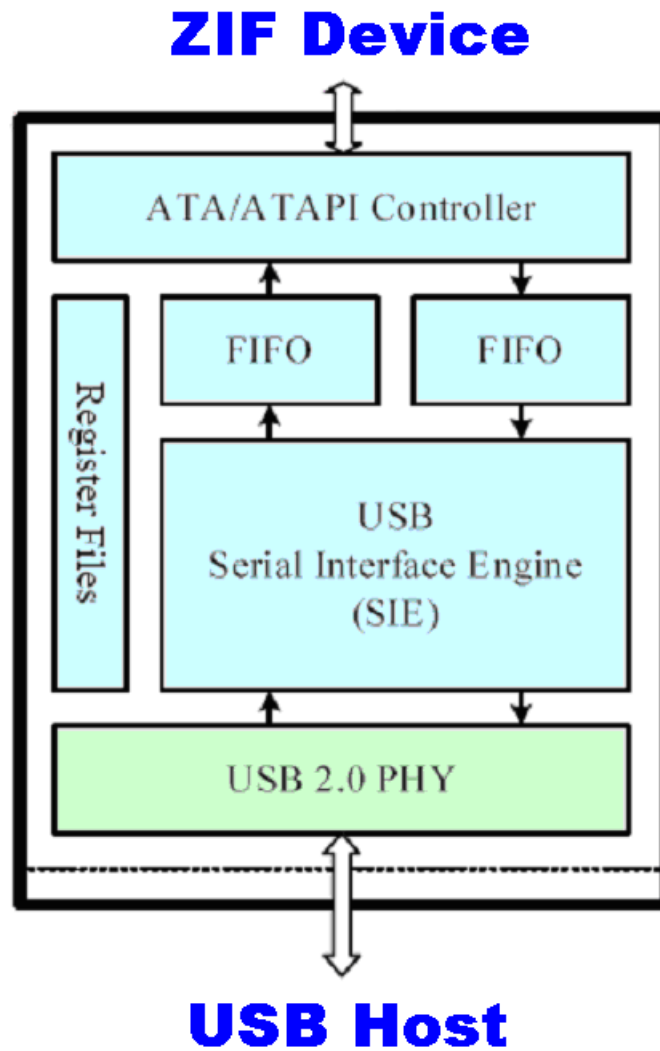 ZIF Device
ATA/ATAPI Controller
FIFO
FIFO
Register Files
USB
Serial Interface Engine
(SIE)
USB 2.0 PHY
USB Host